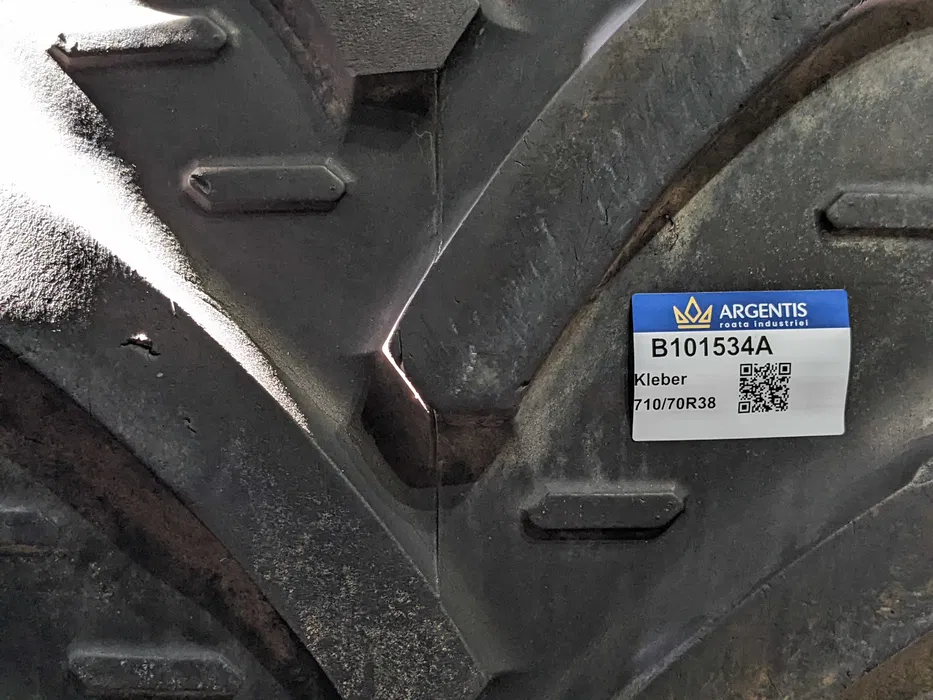 ARGENTIS
roata industriei
B101534A
Kleber
710/70R38